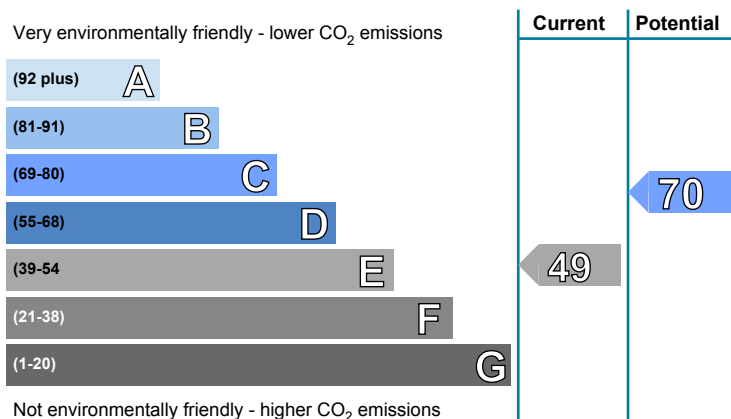 Current Potential
Very environmentally friendly - lower CO2 emissions
(92 plus) A
(81-91) B
(69-80) C
70
(55-68) D
(39-54 E
49
(21-38) F
(1-20) G
Not environmentally friendly - higher CO2 emissions